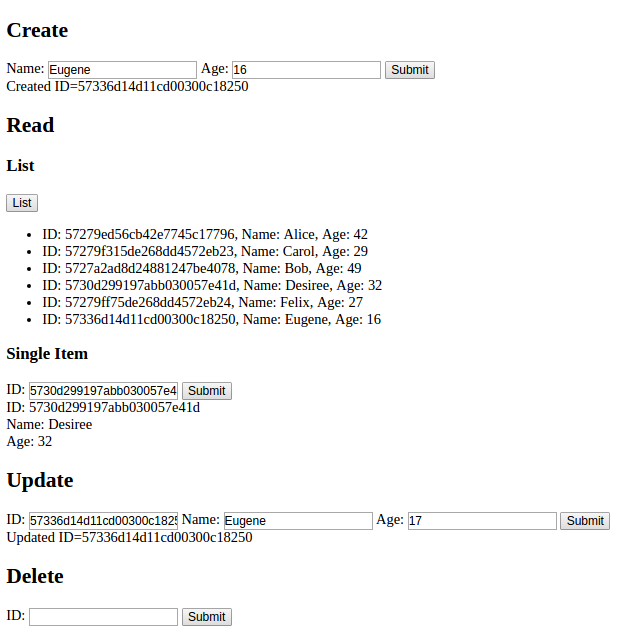 Create
Name: Eugene Age: 16 Submit
Created ID=57336d14d11cd00300c18250
Read
List
List
ID: 57279ed56cb42e7745c17796, Name: Alice, Age: 42
ID: 57279f315de268dd4572eb23, Name: Carol, Age: 29
ID: 5727a2ad8d24881247be4078, Name: Bob, Age: 49
ID: 5730d299197abb030057e41d, Name: Desiree, Age: 32
ID: 57279ff75de268dd4572eb24, Name: Felix, Age: 27
ID: 57336d14d11cd00300c18250, Name: Eugene, Age: 16
Single Item
ID: 5730d299197abb030057e4 Submit
ID: 5730d299197abb030057e41d
Name: Desiree
Age: 32
Update
ID: 57336d14d11cd00300c1825 Name: Eugene Age: 17 Submit
Updated ID=57336d14d11cd00300c18250
Delete
ID: Submit